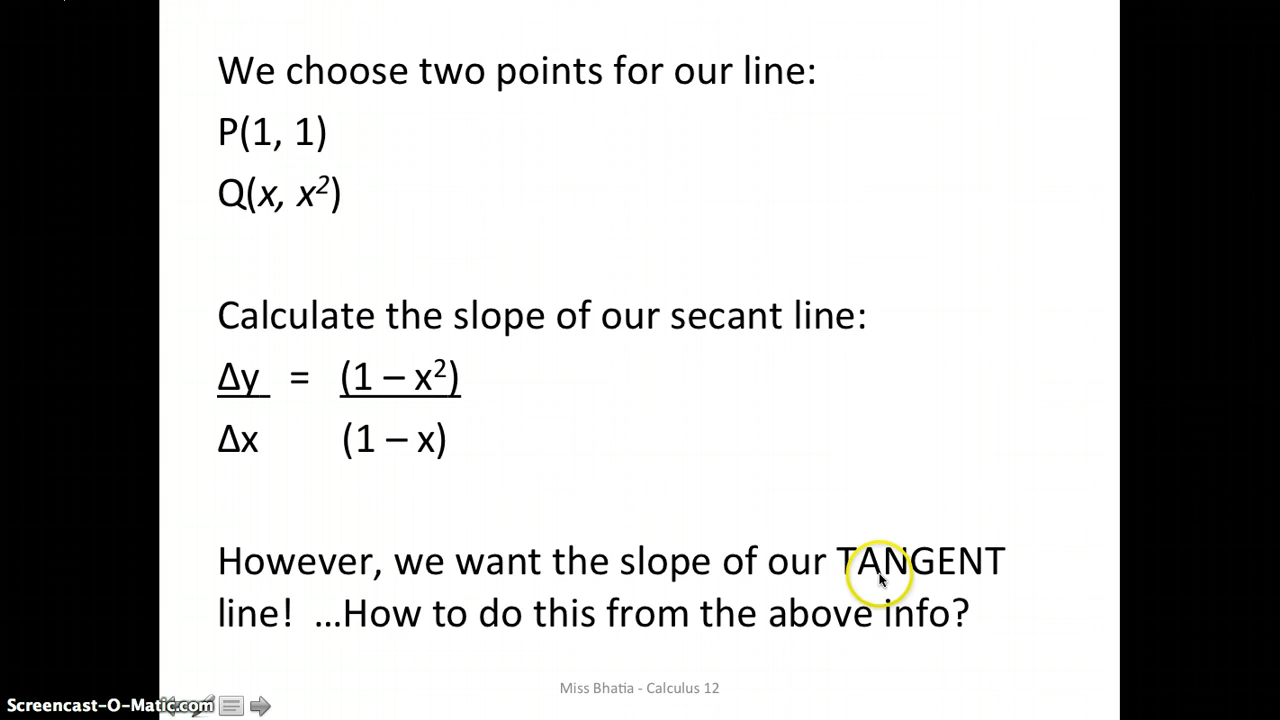 We choose two points for our line:
P(1, 1)
Q(x, x²)
Calculate the slope of our secant line:
Δy = (1 – x²)
Δx (1 – x)
However, we want the slope of our TANGENT
line! ...How to do this from the above info?
Miss Bhatia - Calculus 12
Screencast-O-Matic.com